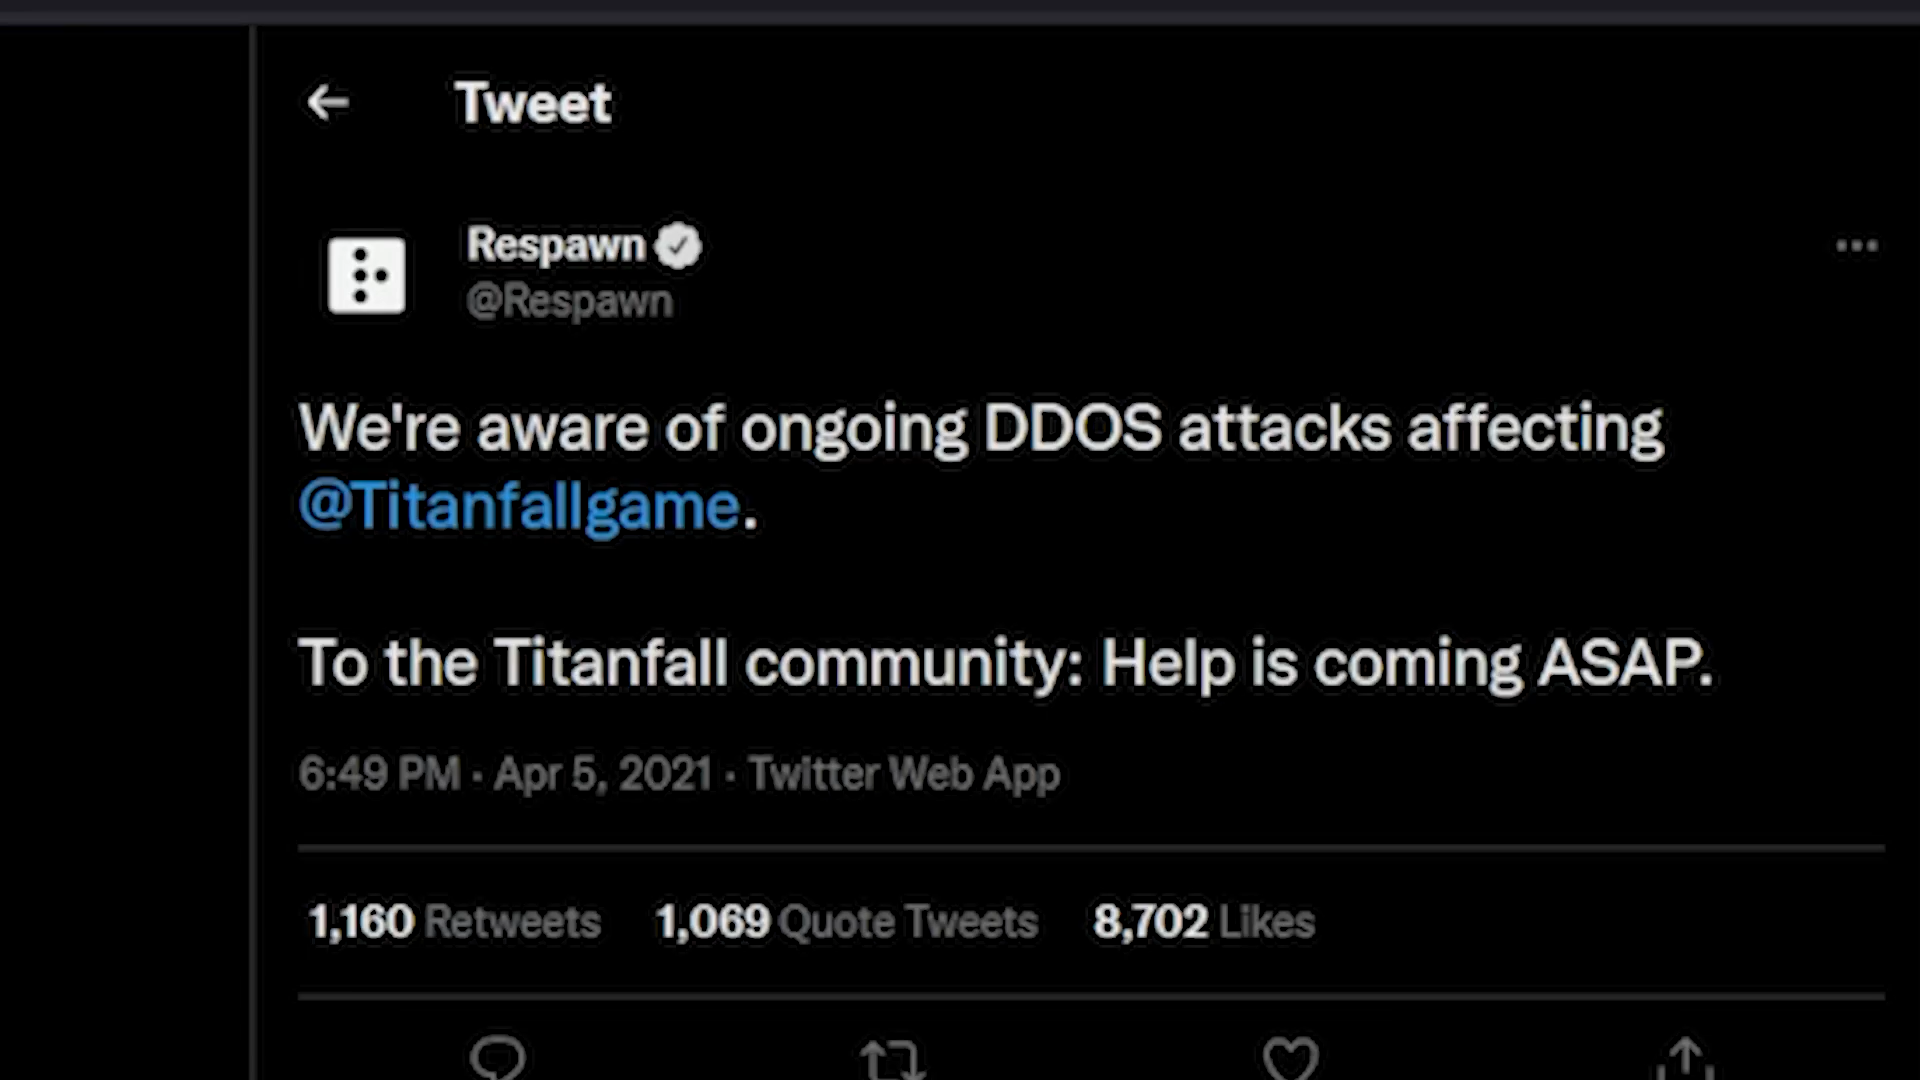 Tweet
Respawn
@Respawn
We're aware of ongoing DDOS attacks affecting
@Titanfallgame.
To the Titanfall community: Help is coming ASAP.
6:49 PM · Apr 5, 2021 · Twitter Web App
1,160 Retweets 1,069 Quote Tweets 8,702 Likes